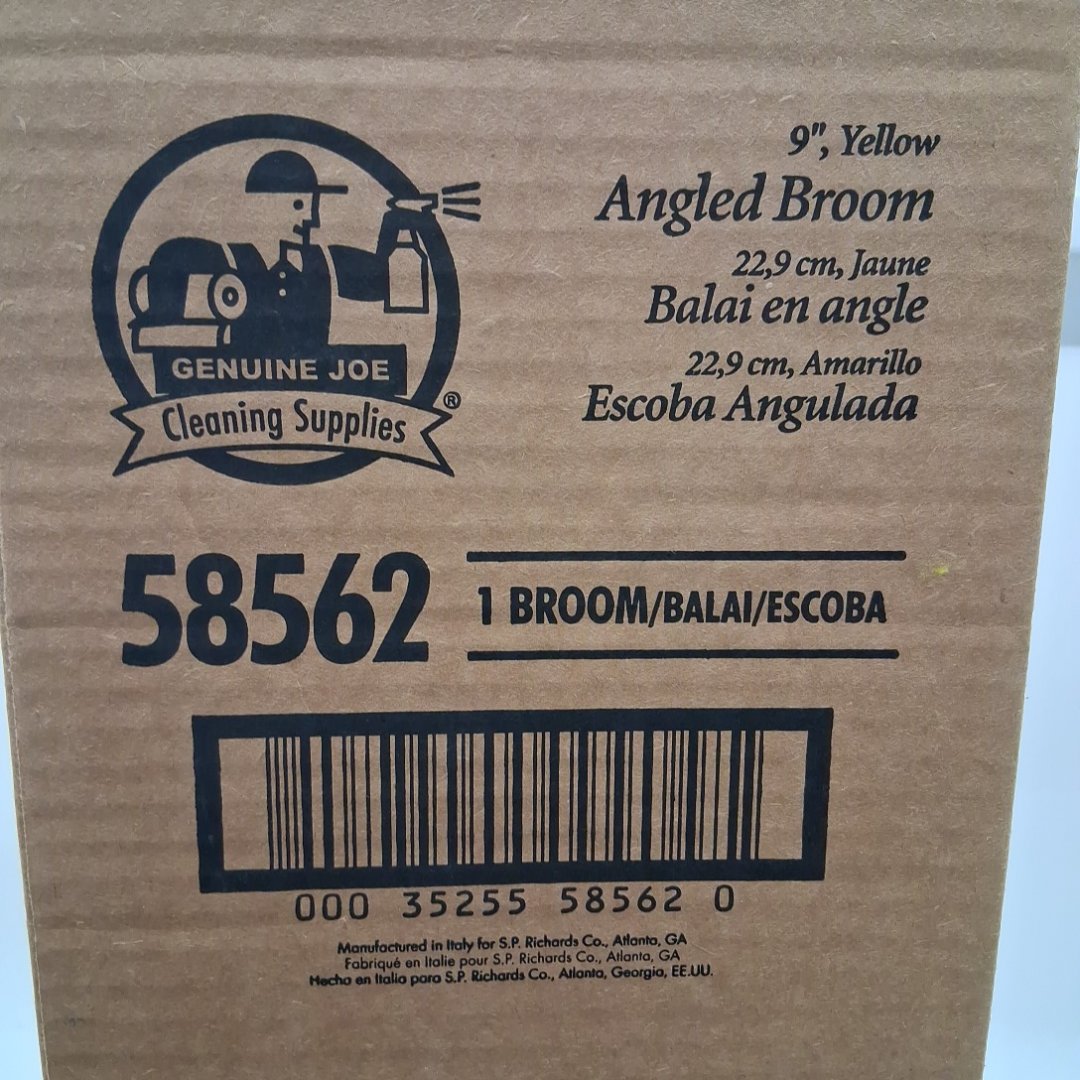 9", Yellow
Angled Broom
22,9 cm, Jaune
Balai en angle
22,9 cm, Amarillo
Escoba Angulada
GENUINE JOE
Cleaning Supplies ®
58562
1 BROOM/BALAI/ESCOBA
000 35255 58562 0
Manufactured in Italy for S.P. Richards Co., Atlanta, GA
Fabriqué en Italie pour S.P. Richards Co., Atlanta, GA
Hecho en Italia para S.P. Richards Co., Atlanta, Georgia, EE.UU.